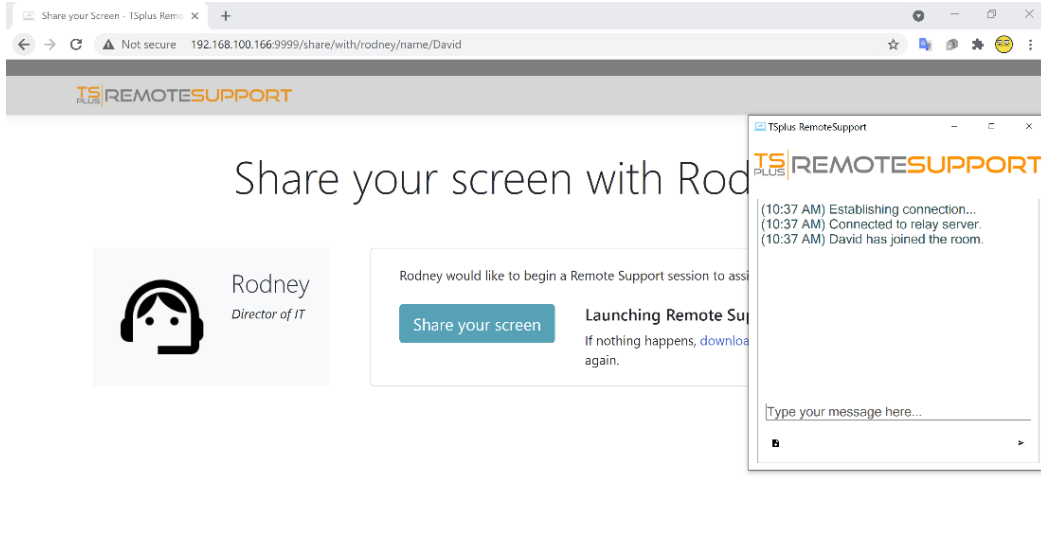 Share your Screen - TSplus Remo
Not secure 192.168.100.166:9999/share/with/rodney/name/David
TS PLUS REMOTESUPPORT
Share your screen with Rod
Rodney
Director of IT
Rodney would like to begin a Remote Support session to assi
Share your screen
Launching Remote Sup
If nothing happens, downloa
again.
TSplus RemoteSupport
TS PLUS REMOTESUPPORT
(10:37 AM) Establishing connection...
(10:37 AM) Connected to relay server.
(10:37 AM) David has joined the room.
Type your message here...